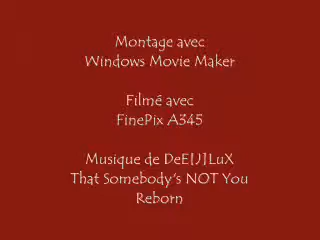 Montage avec
Windows Movie Maker
Filmé avec
FinePix A345
Musique de DeE[)]LuX
That Somebody's NOT You
Reborn